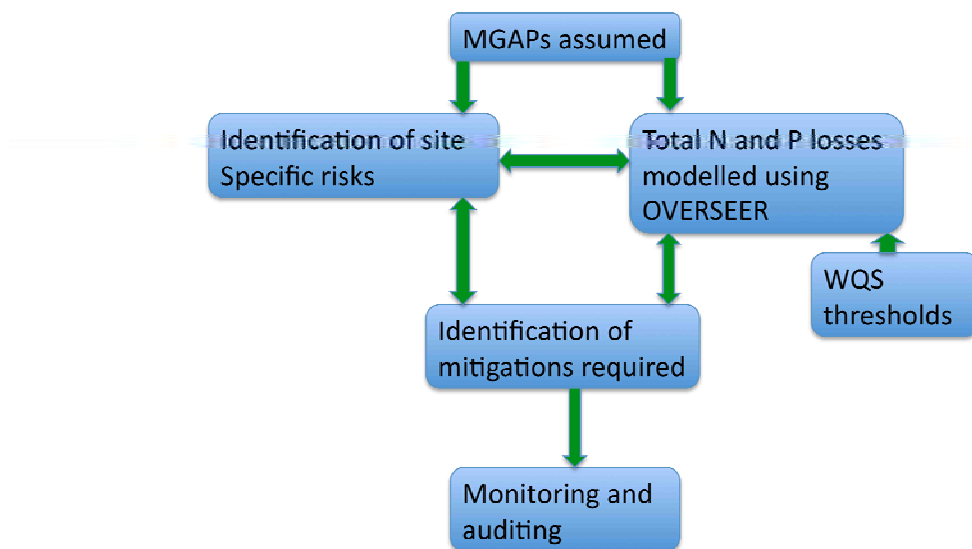 MGAPs assumed
Identification of site
Specific risks
Total N and P losses
modelled using
OVERSEER
WQS
thresholds
Identification of
mitigations required
Monitoring and
auditing